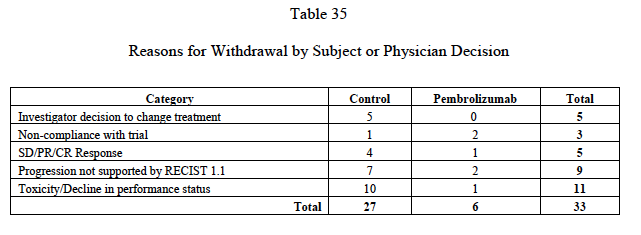 Table 35
Reasons for Withdrawal by Subject or Physician Decision
Category Control Pembrolizumab Total
Investigator decision to change treatment 5 0 5
Non-compliance with trial 1 2 3
SD/PR/CR Response 4 1 5
Progression not supported by RECIST 1.1 7 2 9
Toxicity/Decline in performance status 10 1 11
Total 27 6 33